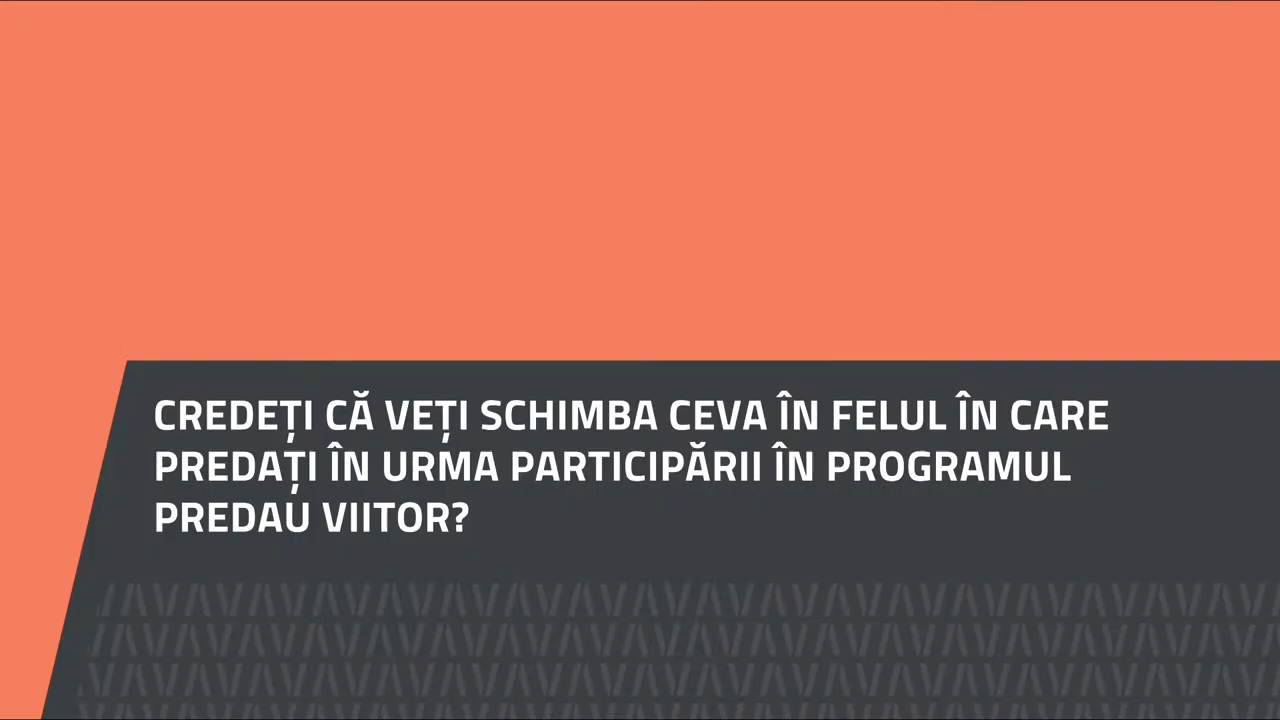 CREDEȚI CĂ VEȚI SCHIMBA CEVA ÎN FELUL ÎN CARE
PREDAȚI ÎN URMA PARTICIPĂRII ÎN PROGRAMUL
PREDAU VIITOR?